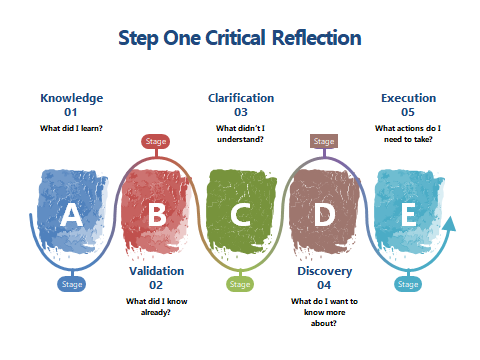 Step One Critical Reflection
Knowledge
01
What did I learn?
Clarification
03
What didn't I
understand?
Execution
05
What actions do I
need to take?
Stage
Stage
A
B
C
D
E
Stage
Stage
Stage
Validation
02
What did I know
already?
Discovery
04
What do I want to
know more
about?